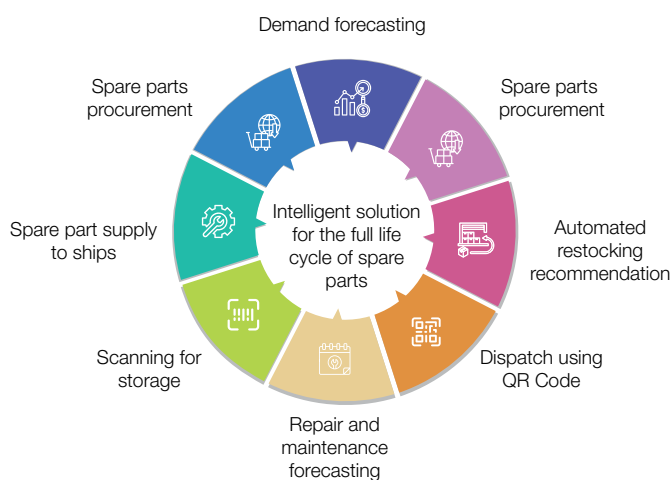 Demand forecasting
Spare parts
procurement
Spare parts
procurement
Intelligent solution
for the full life
cycle of spare
parts
Spare part supply
to ships
Automated
restocking
recommendation
Scanning for
storage
Dispatch using
QR Code
Repair and
maintenance
forecasting